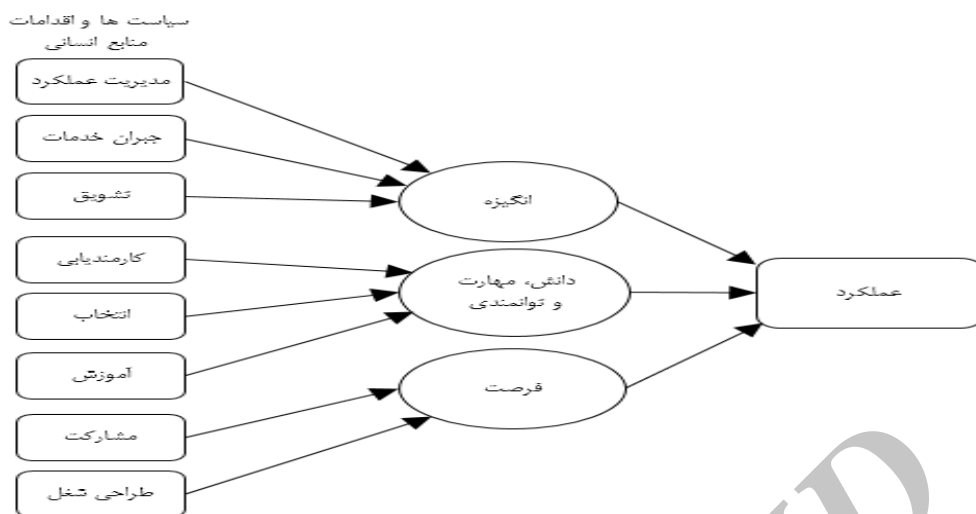 سیاست ها و اقدامات
منابع انسانی
مدیریت عملکرد
جبران خدمات
تشویق
کارمندیابی
انتخاب
آموزش
مشارکت
طراحی شغل
انگیزه
دانش، مهارت
و توانمندی
فرصت
عملکرد